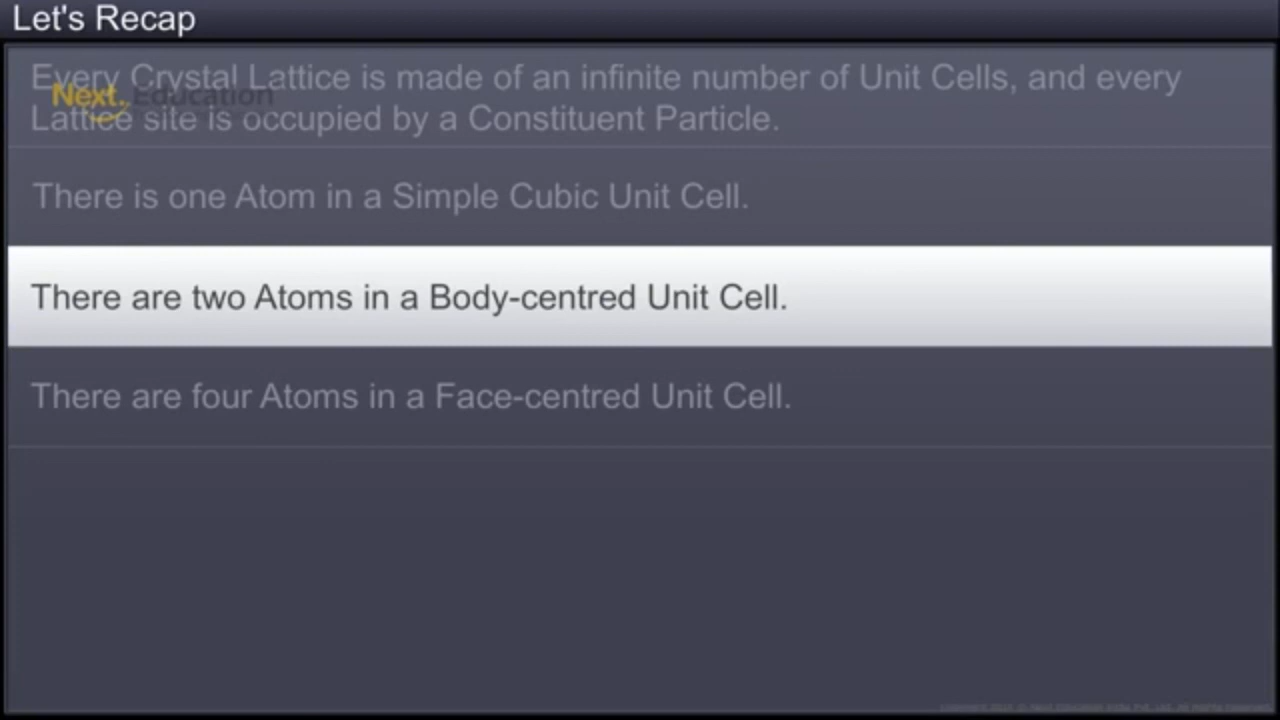 Let's Recap
Every Crystal Lattice is made of an infinite number of Unit Cells, and every
Next Education
Lattice site is occupied by a Constituent Particle.
There is one Atom in a Simple Cubic Unit Cell.
There are two Atoms in a Body-centred Unit Cell.
There are four Atoms in a Face-centred Unit Cell.